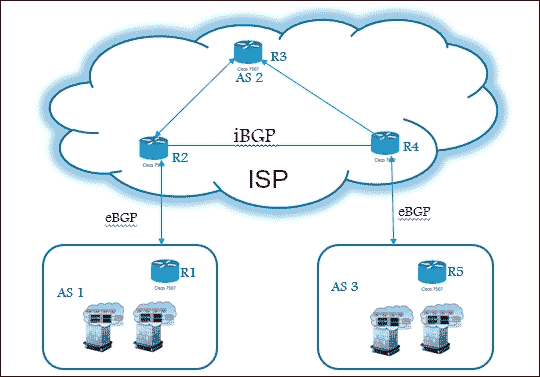 R3
Cisco 7507
AS 2
iBGP
R2
Cisco 7507
R4
Cisco 7507
ISP
eBGP
eBGP
R1
Cisco 7507
AS 1
R5
Cisco 7507
AS 3